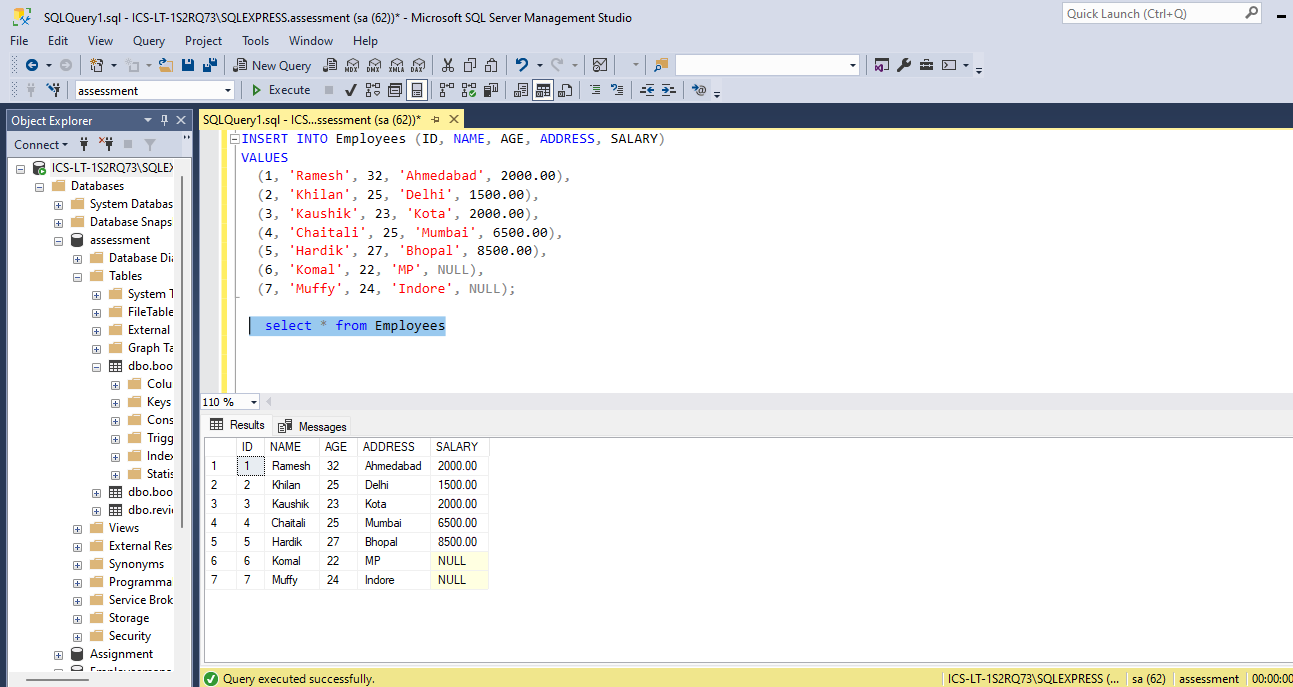 SQLQuery1.sql - ICS-LT-1S2RQ73\SQLEXPRESS.assessment (sa (62))* - Microsoft SQL Server Management Studio
Quick Launch (Ctrl+Q)
File Edit View Query Project Tools Window Help
New Query MDX DMX XMLA DAX
assessment Execute
Object Explorer
SQLQuery1.sql - ICS...ssessment (sa (62))*
Connect
ICS-LT-1S2RQ73\SQLEX
Databases
System Databas
Database Snaps
assessment
Database Dia
Tables
System T
FileTable
External
Graph Ta
dbo.boo
Colu
Keys
Cons
Trigg
Index
Statis
dbo.boo
dbo.revie
Views
External Res
Synonyms
Programma
Service Brok
Storage
Security
Assignment
INSERT INTO Employees (ID, NAME, AGE, ADDRESS, SALARY)
VALUES
(1, 'Ramesh', 32, 'Ahmedabad', 2000.00),
(2, 'Khilan', 25, 'Delhi', 1500.00),
(3, 'Kaushik', 23, 'Kota', 2000.00),
(4, 'Chaitali', 25, 'Mumbai', 6500.00),
(5, 'Hardik', 27, 'Bhopal', 8500.00),
(6, 'Komal', 22, 'MP', NULL),
(7, 'Muffy', 24, 'Indore', NULL);
select * from Employees
110 %
Results Messages
ID NAME AGE ADDRESS SALARY
1 1 Ramesh 32 Ahmedabad 2000.00
2 2 Khilan 25 Delhi 1500.00
3 3 Kaushik 23 Kota 2000.00
4 4 Chaitali 25 Mumbai 6500.00
5 5 Hardik 27 Bhopal 8500.00
6 6 Komal 22 MP NULL
7 7 Muffy 24 Indore NULL
Query executed successfully.
ICS-LT-1S2RQ73\SQLEXPRESS (... sa (62) assessment 00:00:00